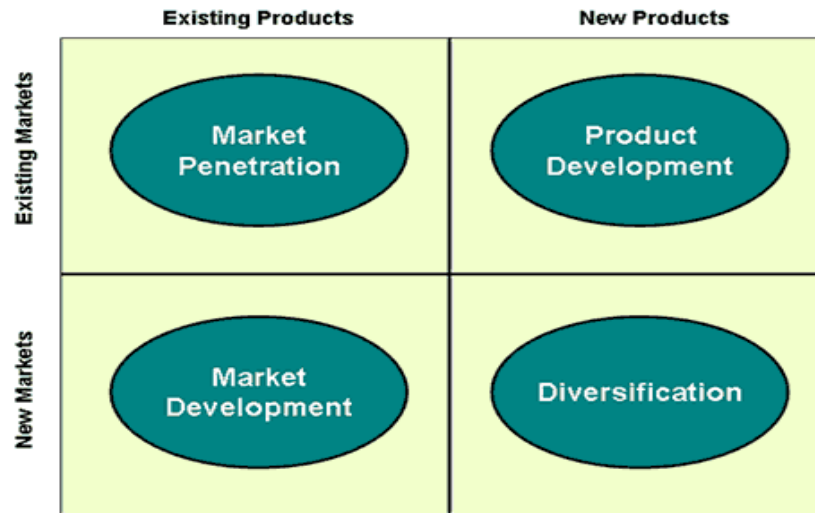 Existing Products
New Products
Existing Markets
Market
Penetration
Product
Development
New Markets
Market
Development
Diversification